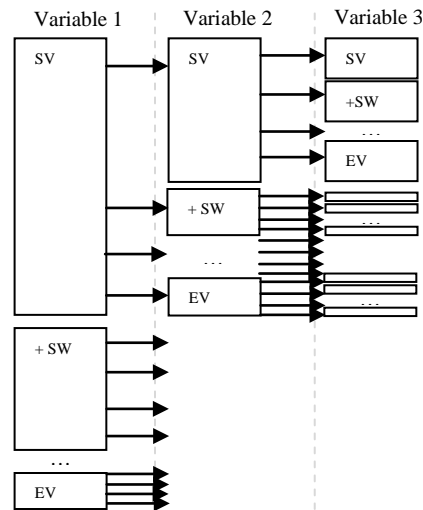 Variable 1 Variable 2 Variable 3
SV SV SV
+SW
...
EV
+ SW
...
...
EV
...
+ SW
...
EV